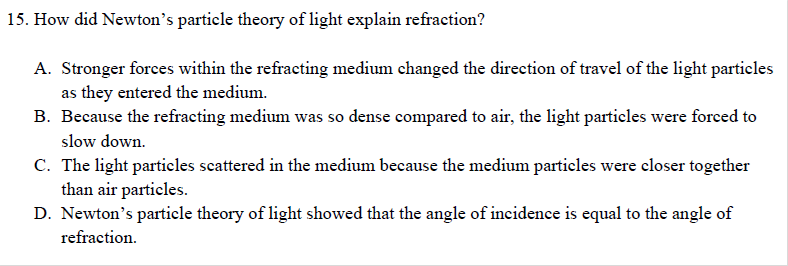 15. How did Newton’s particle theory of light explain refraction?
A. Stronger forces within the refracting medium changed the direction of travel of the light particles
as they entered the medium.
B. Because the refracting medium was so dense compared to air, the light particles were forced to
slow down.
C. The light particles scattered in the medium because the medium particles were closer together
than air particles.
D. Newton’s particle theory of light showed that the angle of incidence is equal to the angle of
refraction.